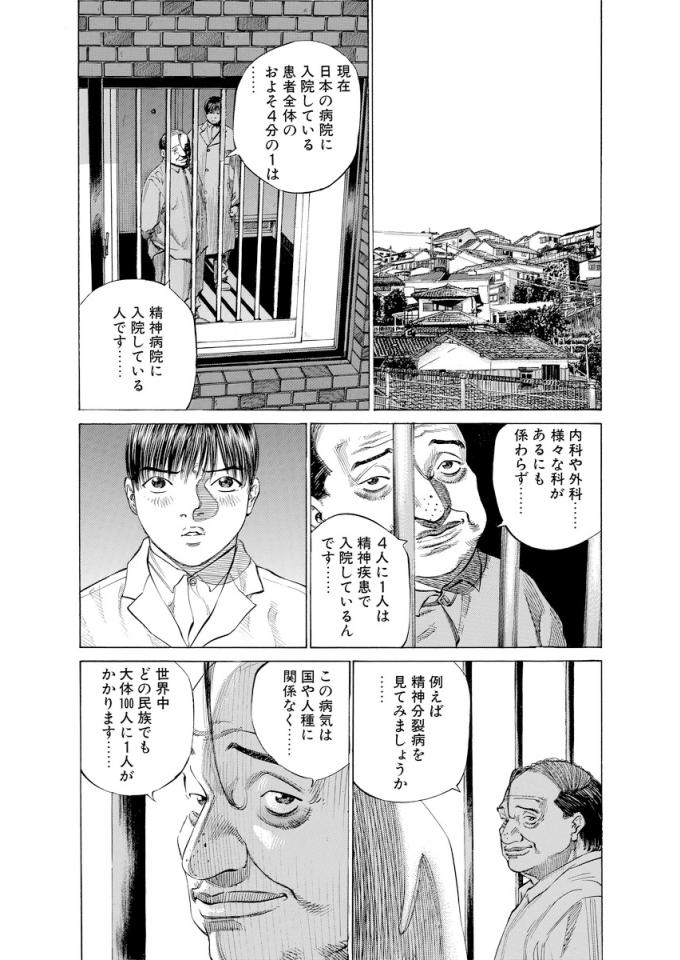 現在
日本の病院に
入院している
患者全体の
およそ4分の1は
……
精神病院に
入院している
人です……
内科や外科……
様々な科が
あるにも
係わらず……
4人に1人は
精神疾患で
入院しているん
です……
例えば
精神分裂病を
見てみましょうか
……
この病気は
国や人種に
関係なく……
世界中
どの民族でも
大体100人に1人が
かかります……